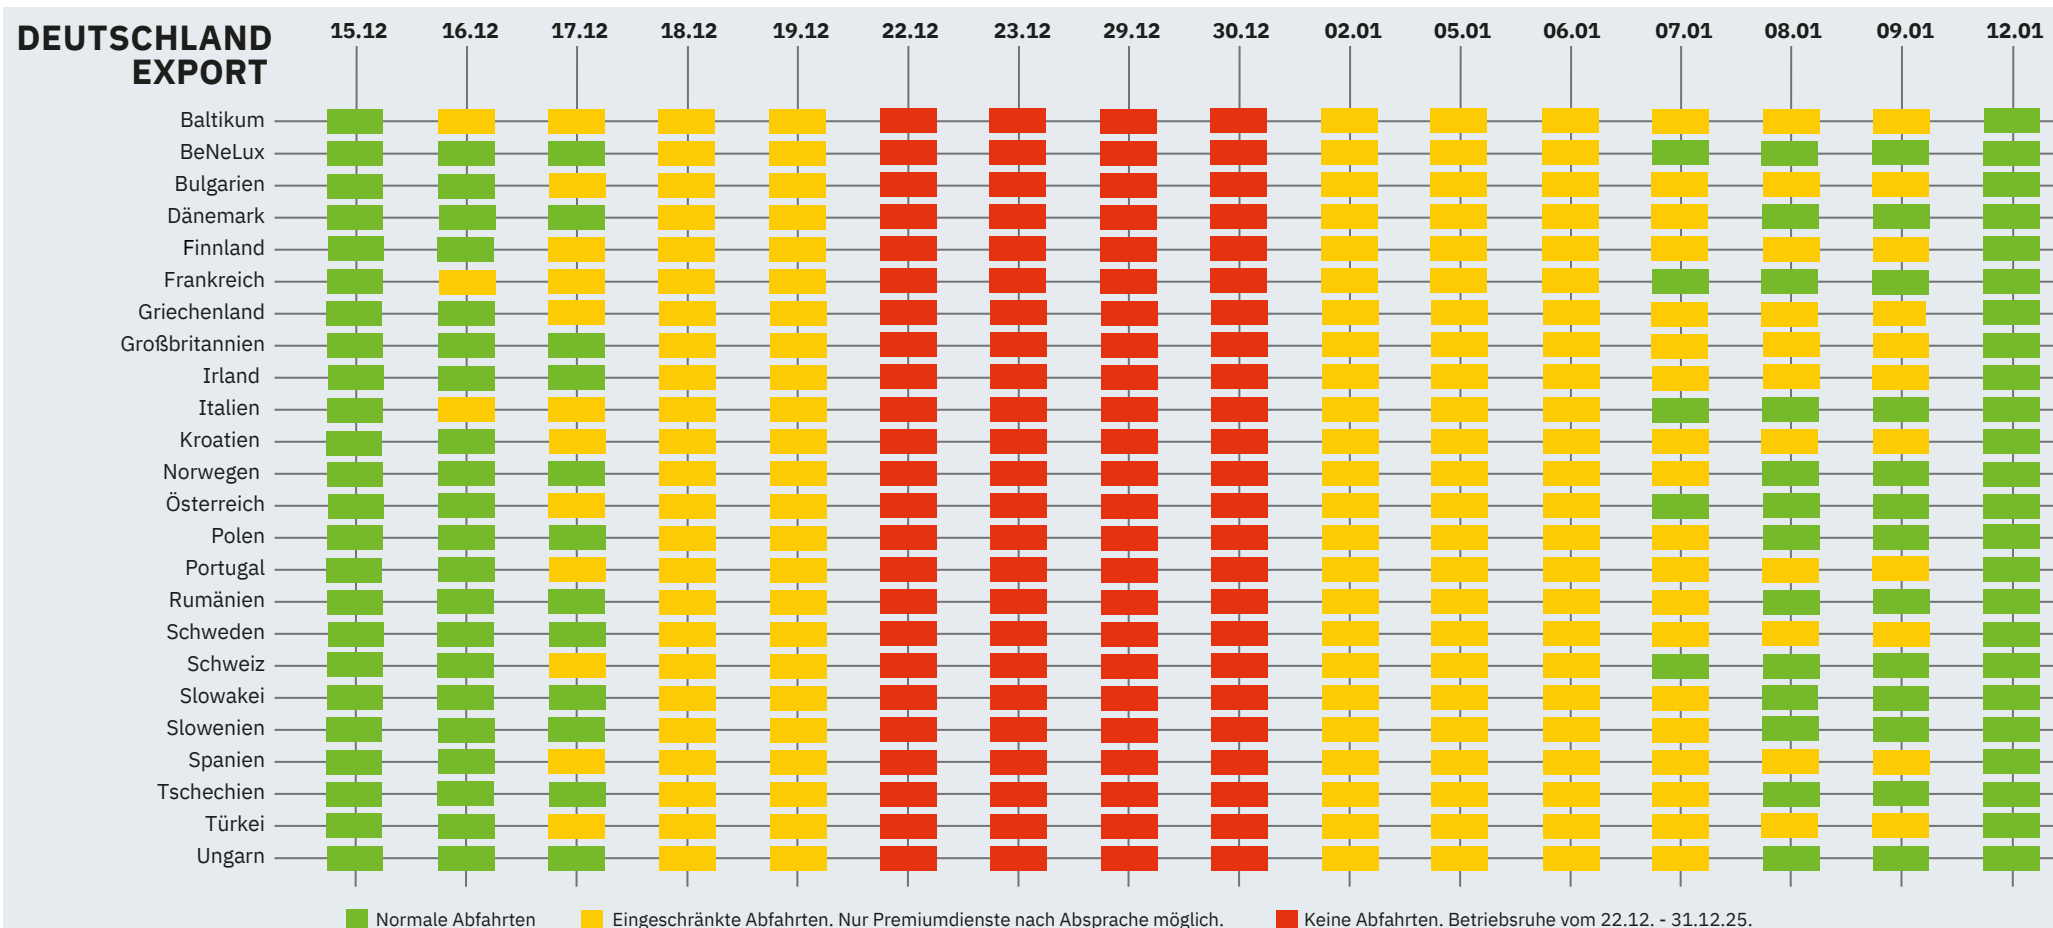 DEUTSCHLAND
EXPORT
15.12 16.12 17.12 18.12 19.12 22.12 23.12 29.12 30.12 02.01 05.01 06.01 07.01 08.01 09.01 12.01
Baltikum
BeNeLux
Bulgarien
Dänemark
Finnland
Frankreich
Griechenland
Großbritannien
Irland
Italien
Kroatien
Norwegen
Österreich
Polen
Portugal
Rumänien
Schweden
Schweiz
Slowakei
Slowenien
Spanien
Tschechien
Türkei
Ungarn
Normale Abfahrten Eingeschränkte Abfahrten. Nur Premiumdienste nach Absprache möglich. Keine Abfahrten. Betriebsruhe vom 22.12. - 31.12.25.